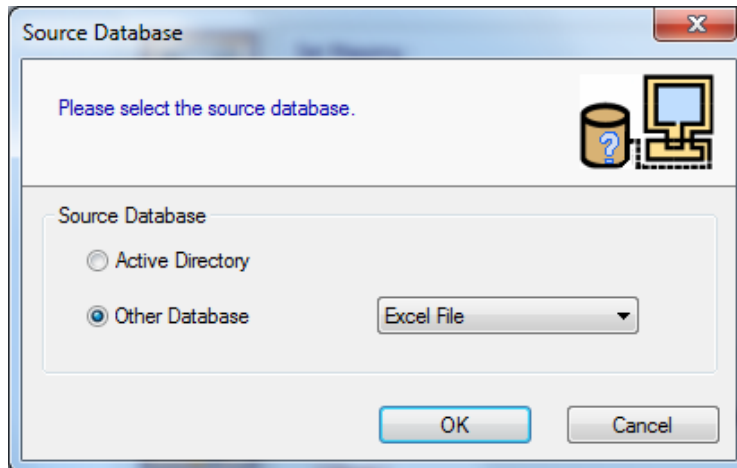 Source Database
Please select the source database.
Source Database
Active Directory
Other Database
Excel File
OK
Cancel